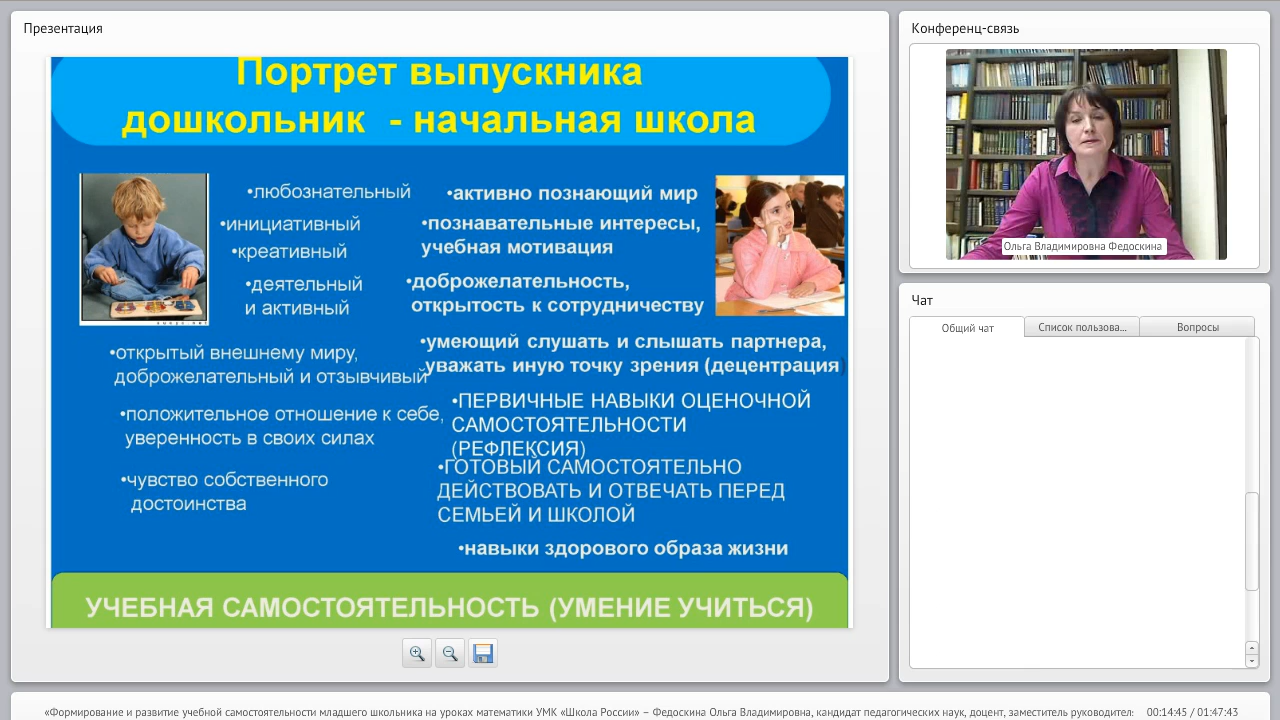 Презентация
Портрет выпускника
дошкольник - начальная школа
•любознательный
•инициативный
•креативный
•деятельный
и активный
•открытый внешнему миру,
доброжелательный и отзывчивый
•положительное отношение к себе,
уверенность в своих силах
•чувство собственного
достоинства
•активно познающий мир
•познавательные интересы,
учебная мотивация
•доброжелательность,
открытость к сотрудничеству
•умеющий слушать и слышать партнера,
уважать иную точку зрения (децентрация)
•ПЕРВИЧНЫЕ НАВЫКИ ОЦЕНОЧНОЙ
САМОСТОЯТЕЛЬНОСТИ
(РЕФЛЕКСИЯ)
•ГОТОВЫЙ САМОСТОЯТЕЛЬНО
ДЕЙСТВОВАТЬ И ОТВЕЧАТЬ ПЕРЕД
СЕМЬЕЙ И ШКОЛОЙ
•навыки здорового образа жизни
УЧЕБНАЯ САМОСТОЯТЕЛЬНОСТЬ (УМЕНИЕ УЧИТЬСЯ)
Конференц-связь
Ольга Владимировна Федоскина
Чат
Общий чат
Список пользова...
Вопросы
«Формирование и развитие учебной самостоятельности младшего школьника на уроках математики УМК «Школа России» – Федоскина Ольга Владимировна, кандидат педагогических наук, доцент, заместитель руководител
00:14:45 / 01:47:43